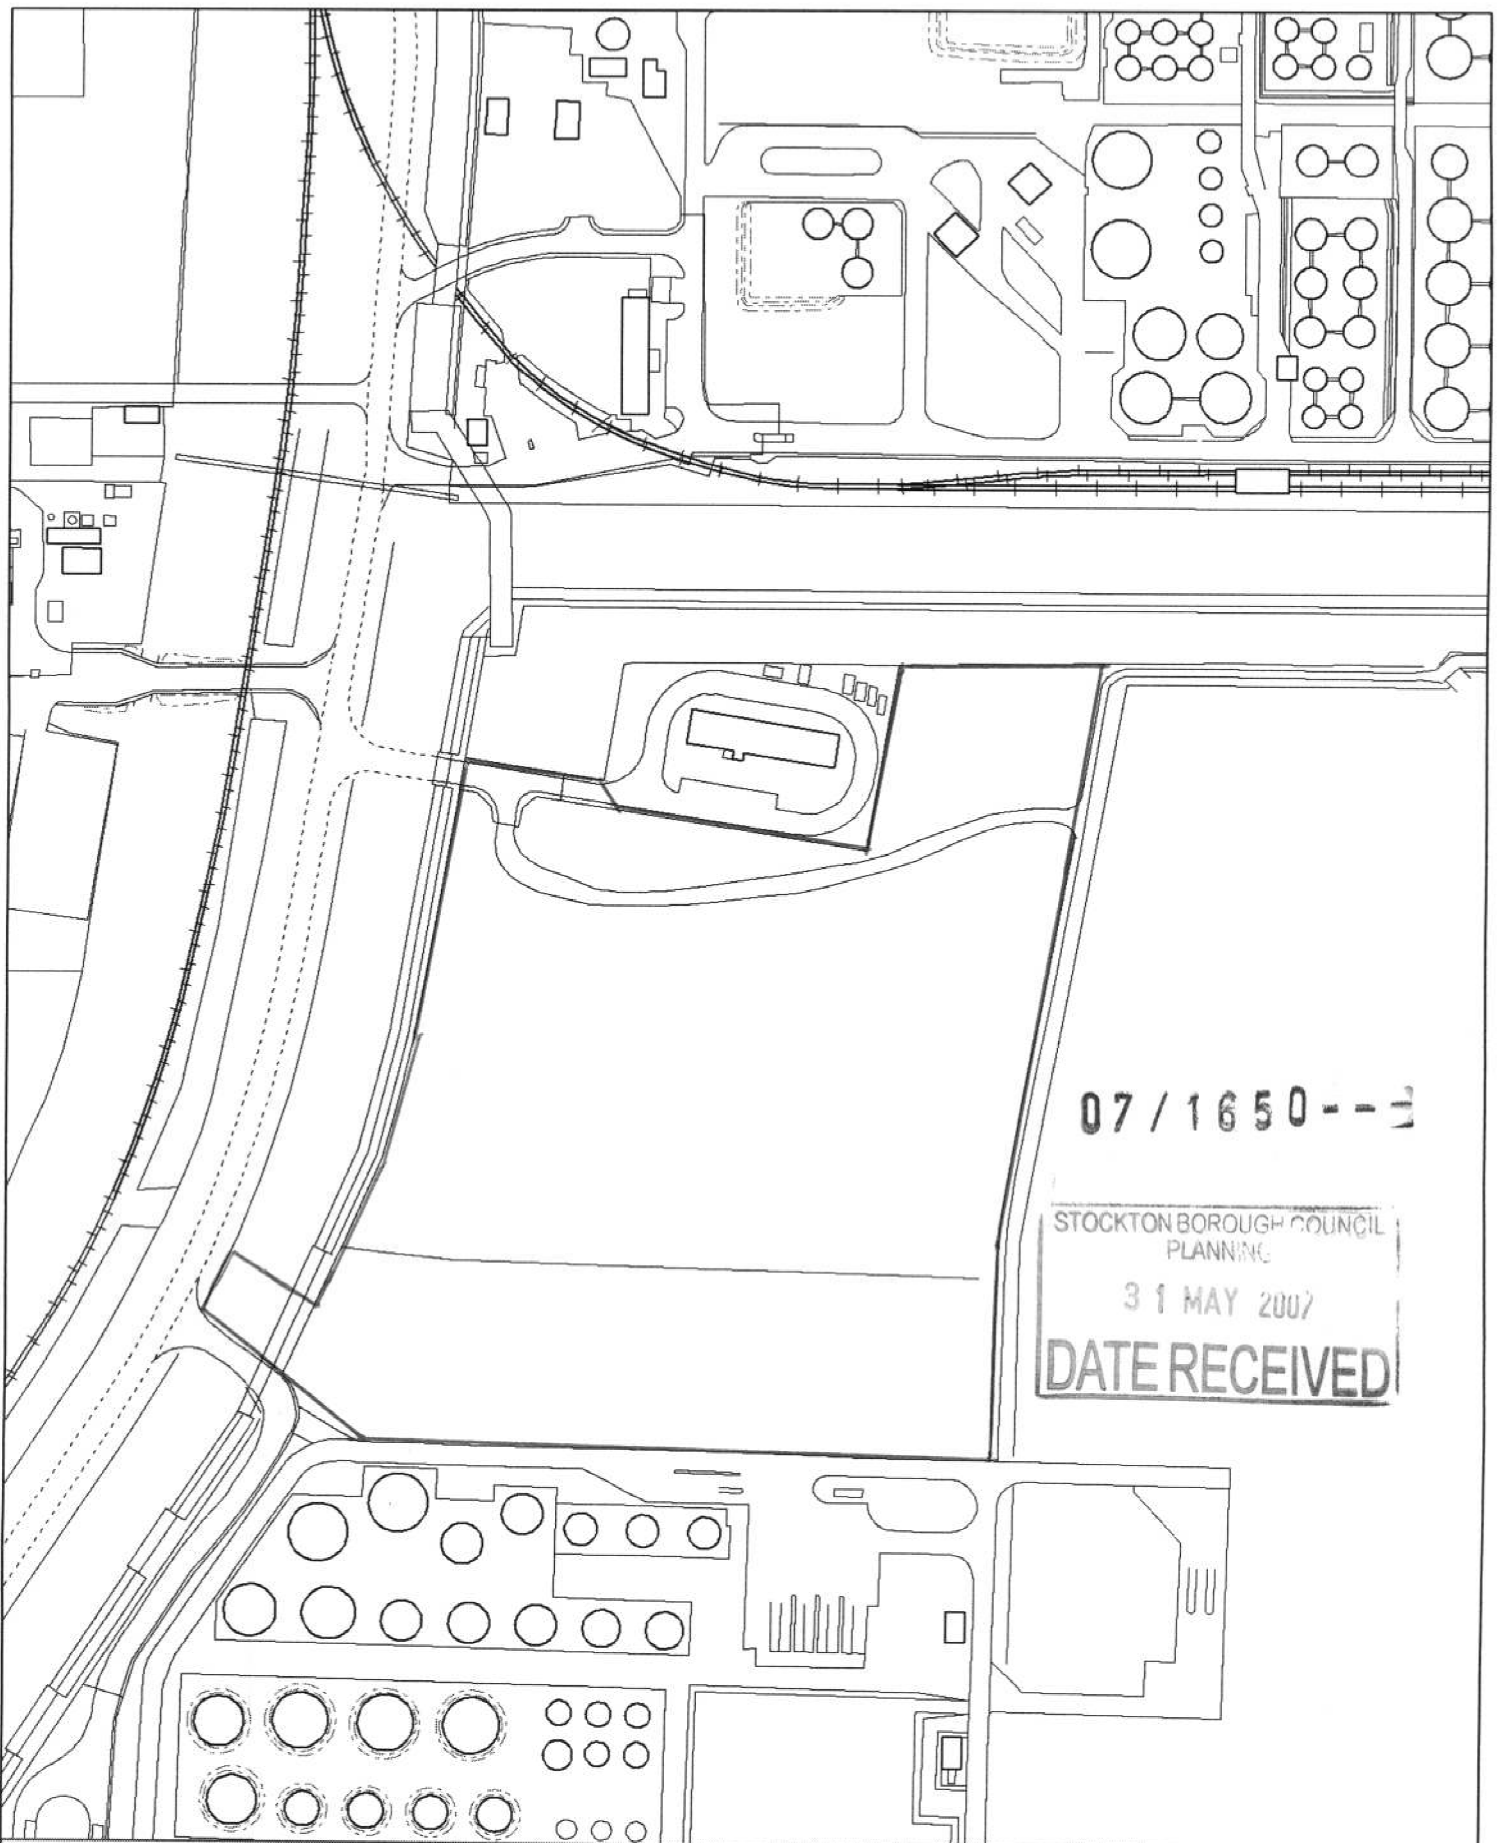 07/1650--
STOCKTON BOROUGH COUNCIL
PLANNING
31 MAY 2007
DATE RECEIVED